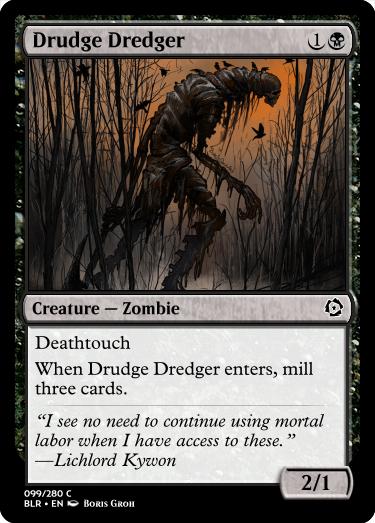 Drudge Dredger 1
Creature — Zombie
Deathtouch
When Drudge Dredger enters, mill
three cards.
“I see no need to continue using mortal
labor when I have access to these.”
—Lichlord Kywon
2/1
099/280 C
BLR • EN Boris Groh